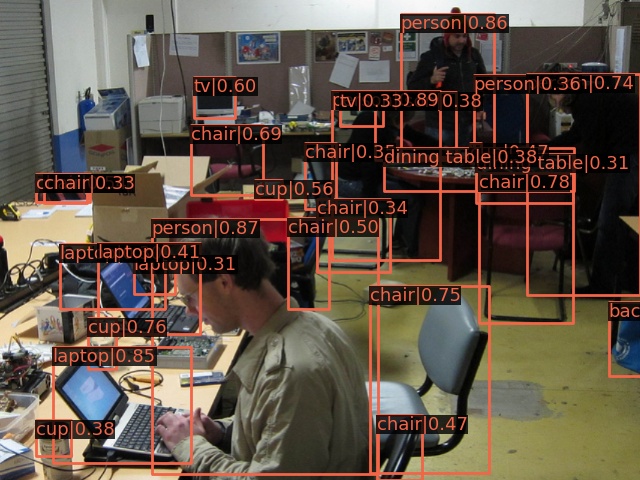 person|0.86
tv|0.60
person|0.36
|0.74
tv|0.33
0.89
0.38
chair|0.69
chair|0.3
dining table|0.38
dining table|0.31
cchair|0.33
cup|0.56
chair|0.78
chair|0.34
person|0.87
chair|0.50
laptop|0.41
laptop|0.31
chair|0.75
bac
cup|0.76
laptop|0.85
cup|0.38
chair|0.47